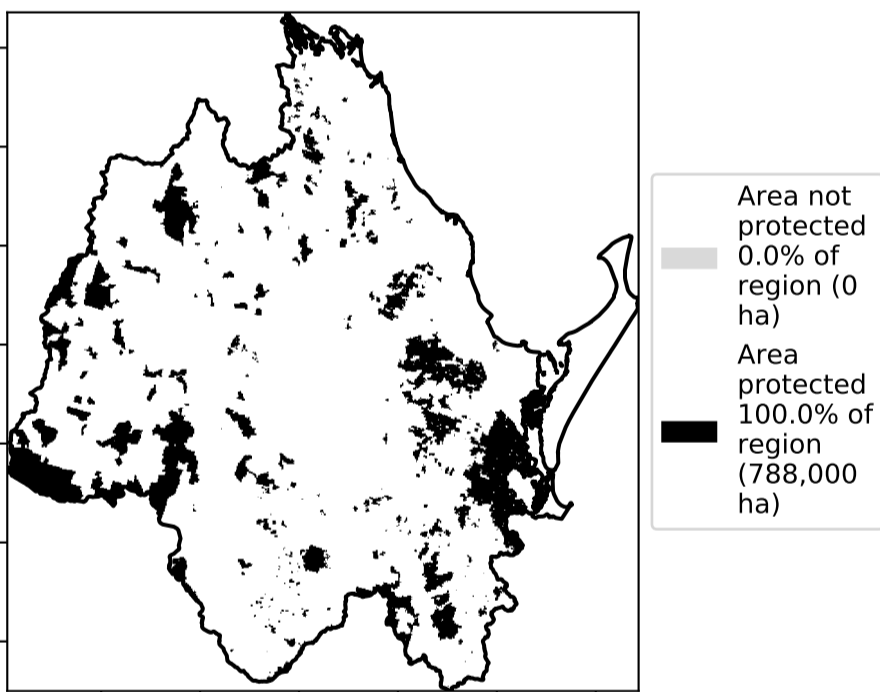 Area not
protected
0.0% of
region (0
ha)
Area
protected
100.0% of
region
(788,000
ha)